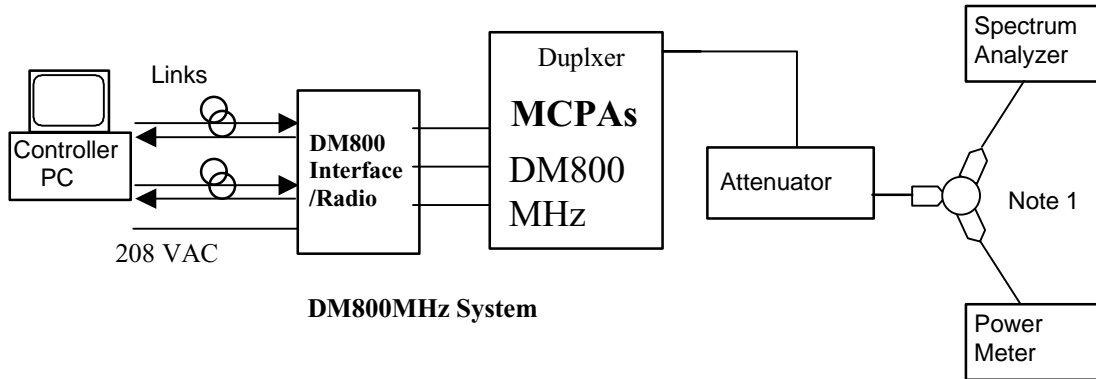 Links
Controller
PC
208 VAC
DM800
Interface
/Radio
Duplxer
MCPAs
DM800
MHz
Attenuator
Spectrum
Analyzer
Note 1
Power
Meter
DM800MHz System